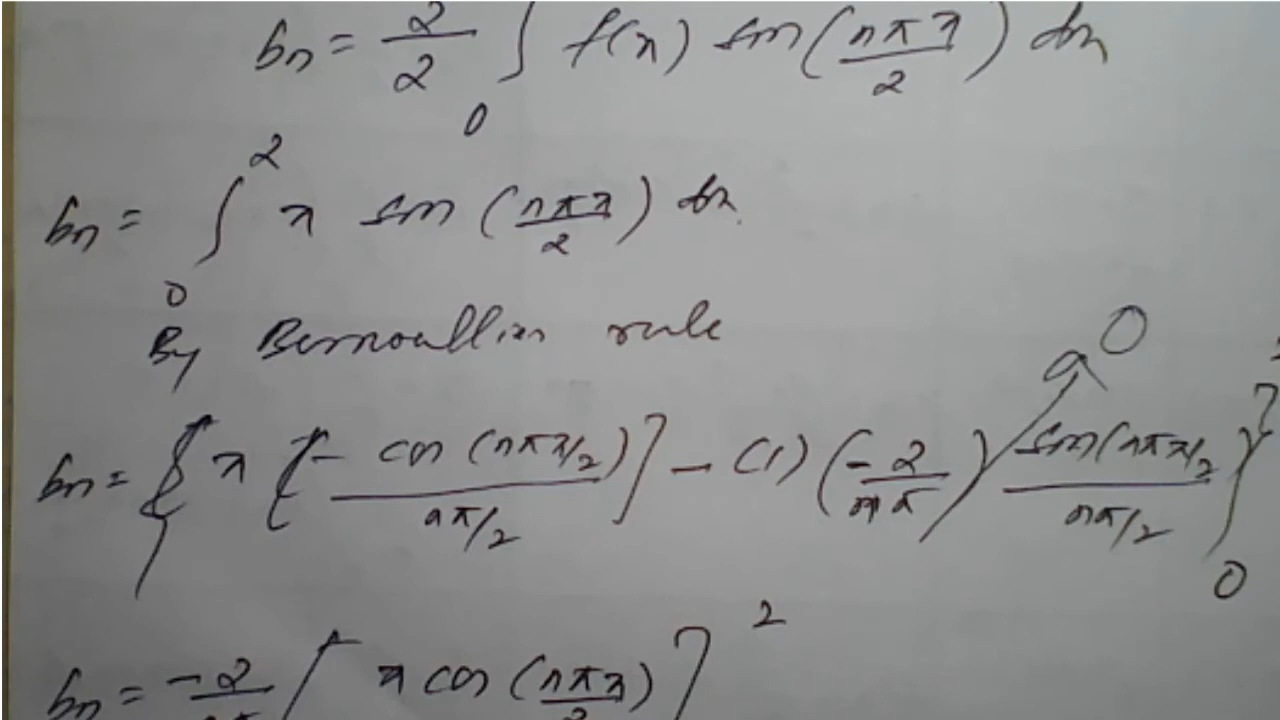 bn = 2/2 ∫₀ f(x) sin(nπx/2) dx
bn = ∫₀² x sin(nπx/2) dx.
By Bernoullies rule
bn = { x [- cos(nπx/2) / nπ/2] - (1) (-2/nπ) sin(nπx/2) / nπ/2 }₀ 0
bn = -2/nπ [ x cos(nπx/2) ]²